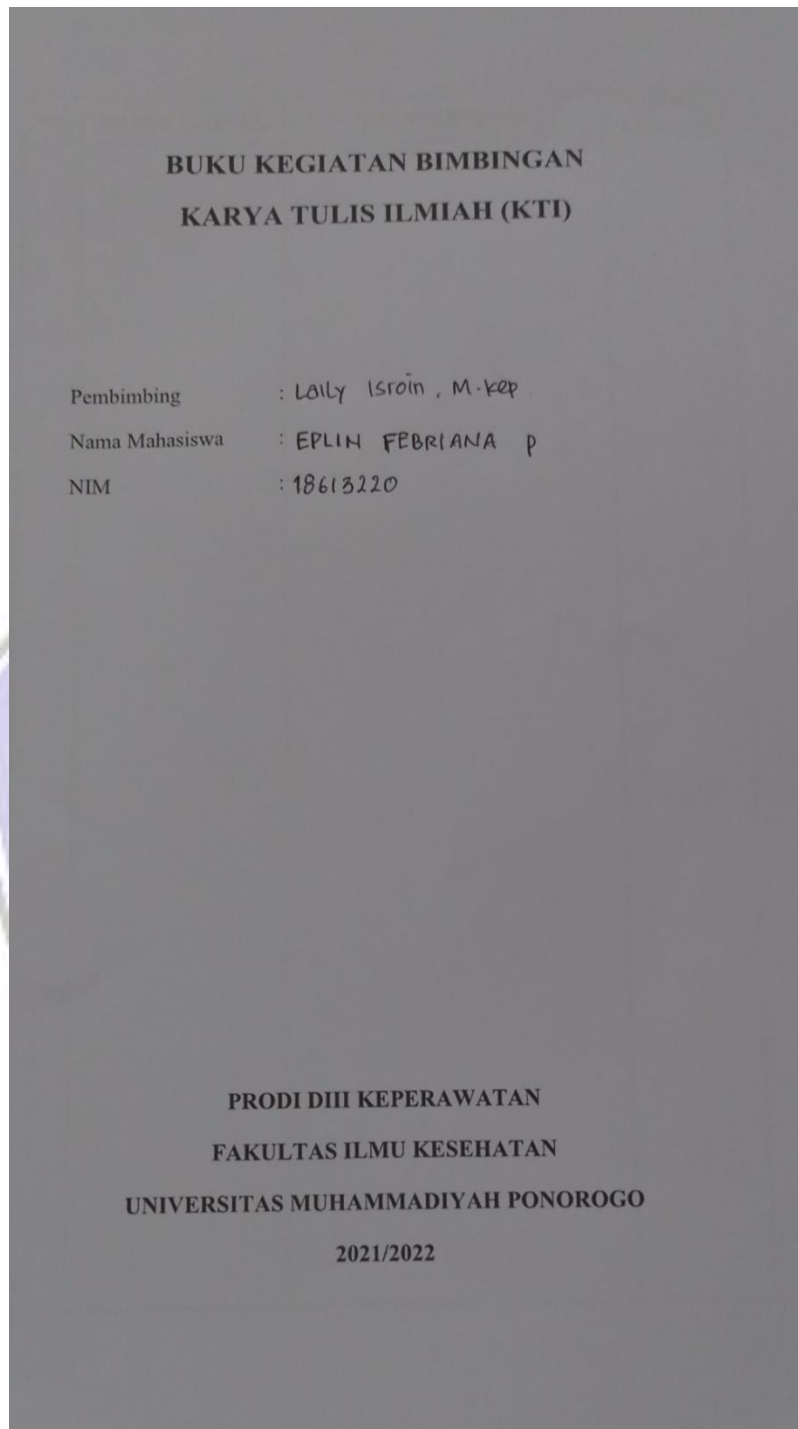 BUKU KEGIATAN BIMBINGAN
KARYA TULIS ILMIAH (KTI)
Pembimbing : Laily Isroin, M.kep
Nama Mahasiswa : EPLIN FEBRIANA P
NIM : 18613220
PRODI DIII KEPERAWATAN
FAKULTAS ILMU KESEHATAN
UNIVERSITAS MUHAMMADIYAH PONOROGO
2021/2022